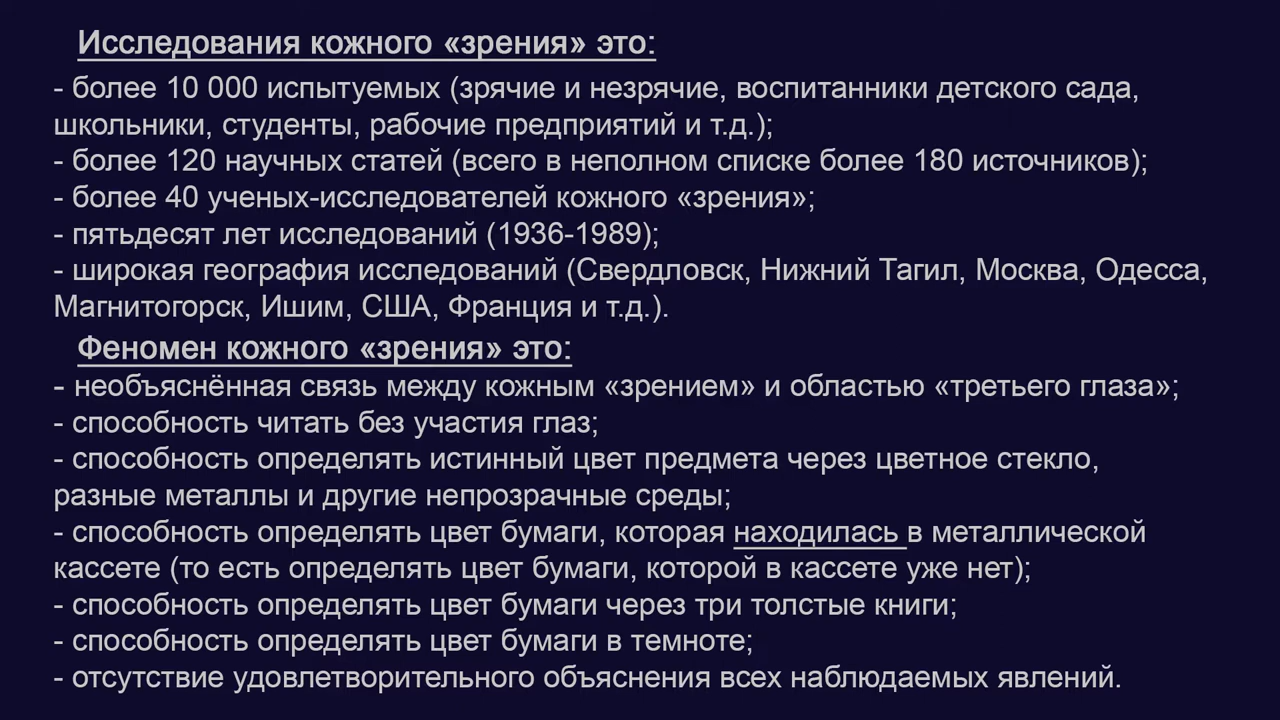 Исследования кожного «зрения» это:
- более 10 000 испытуемых (зрячие и незрячие, воспитанники детского сада,
школьники, студенты, рабочие предприятий и т.д.);
- более 120 научных статей (всего в неполном списке более 180 источников);
- более 40 ученых-исследователей кожного «зрения»;
- пятьдесят лет исследований (1936-1989);
- широкая география исследований (Свердловск, Нижний Тагил, Москва, Одесса,
Магнитогорск, Ишим, США, Франция и т.д.).
Феномен кожного «зрения» это:
- необъяснённая связь между кожным «зрением» и областью «третьего глаза»;
- способность читать без участия глаз;
- способность определять истинный цвет предмета через цветное стекло,
разные металлы и другие непрозрачные среды;
- способность определять цвет бумаги, которая находилась в металлической
кассете (то есть определять цвет бумаги, которой в кассете уже нет);
- способность определять цвет бумаги через три толстые книги;
- способность определять цвет бумаги в темноте;
- отсутствие удовлетворительного объяснения всех наблюдаемых явлений.